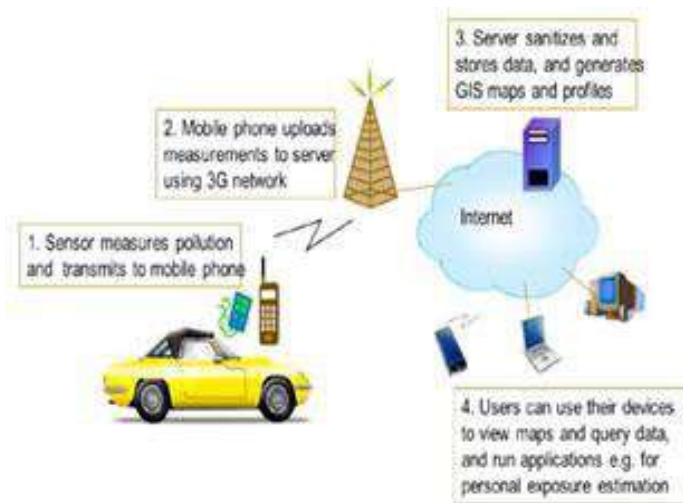 3. Server sanitizes and
stores data, and generates
GIS maps and profiles
2. Mobile phone uploads
measurements to server
using 3G network
Internet
1. Sensor measures pollution
and transmits to mobile phone
4. Users can use their devices
to view maps and query data,
and run applications e.g. for
personal exposure estimation